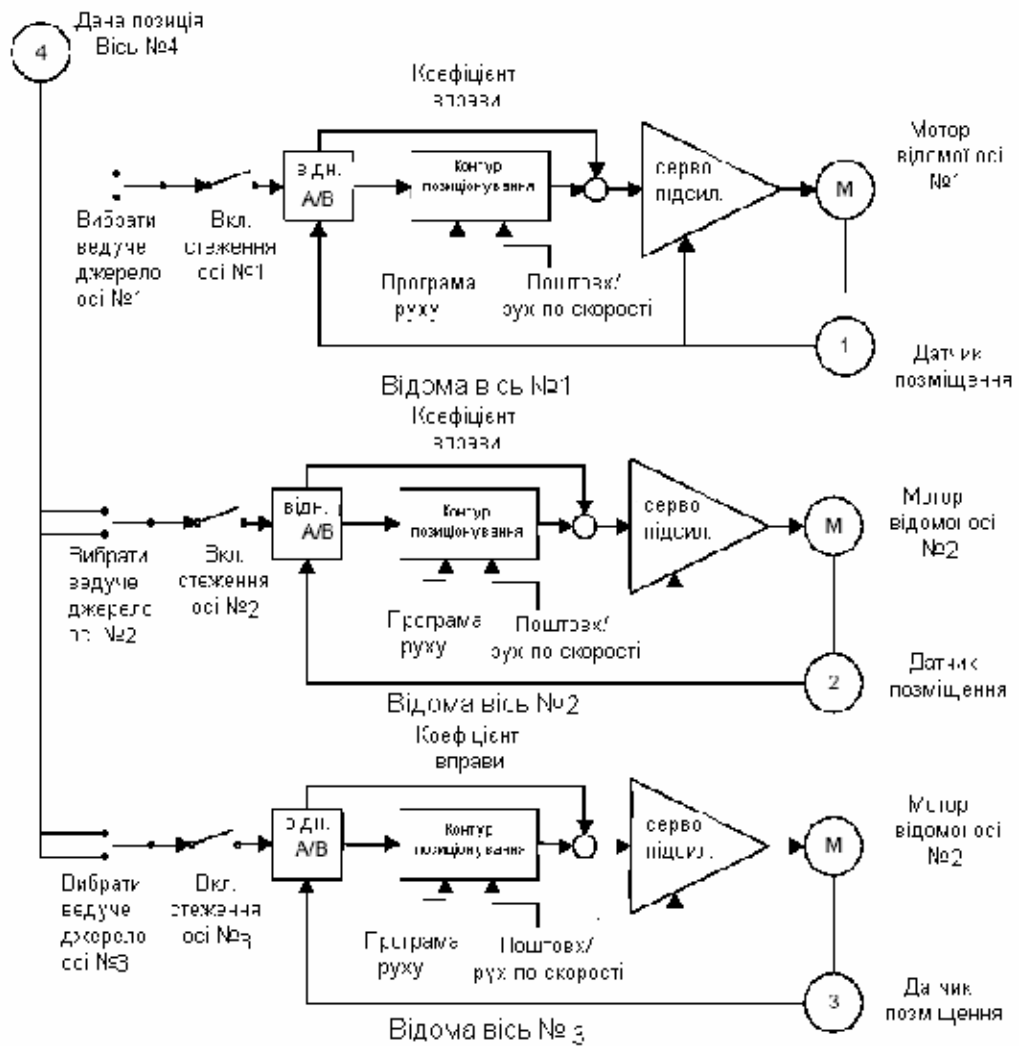 4
Дана позиція
Вісь №4
Коефіцієнт
вправи
відн.
А/В
Контур
позиціонування
серво
підсил.
М
Мотор
відомої осі
№1
Вибрати
ведуче
джерело
осі №1
Вкл.
стеження
осі №1
Програма
руху
Поштовх/
рух по скорості
1
Датчик
позміщення
Відома вісь №1
Коефіцієнт
вправи
відн.
А/В
Контур
позиціонування
серво
підсил.
М
Мотор
відомої осі
№2
Вибрати
ведуче
джерело
осі №2
Вкл.
стеження
осі №2
Програма
руху
Поштовх/
рух по скорості
2
Датчик
позміщення
Відома вісь №2
Коефіцієнт
вправи
відн.
А/В
Контур
позиціонування
серво
підсил.
М
Мотор
відомої осі
№2
Вибрати
ведуче
джерело
осі №3
Вкл.
стеження
осі №3
Програма
руху
Поштовх/
рух по скорості
3
Датчик
позміщення
Відома вісь №3